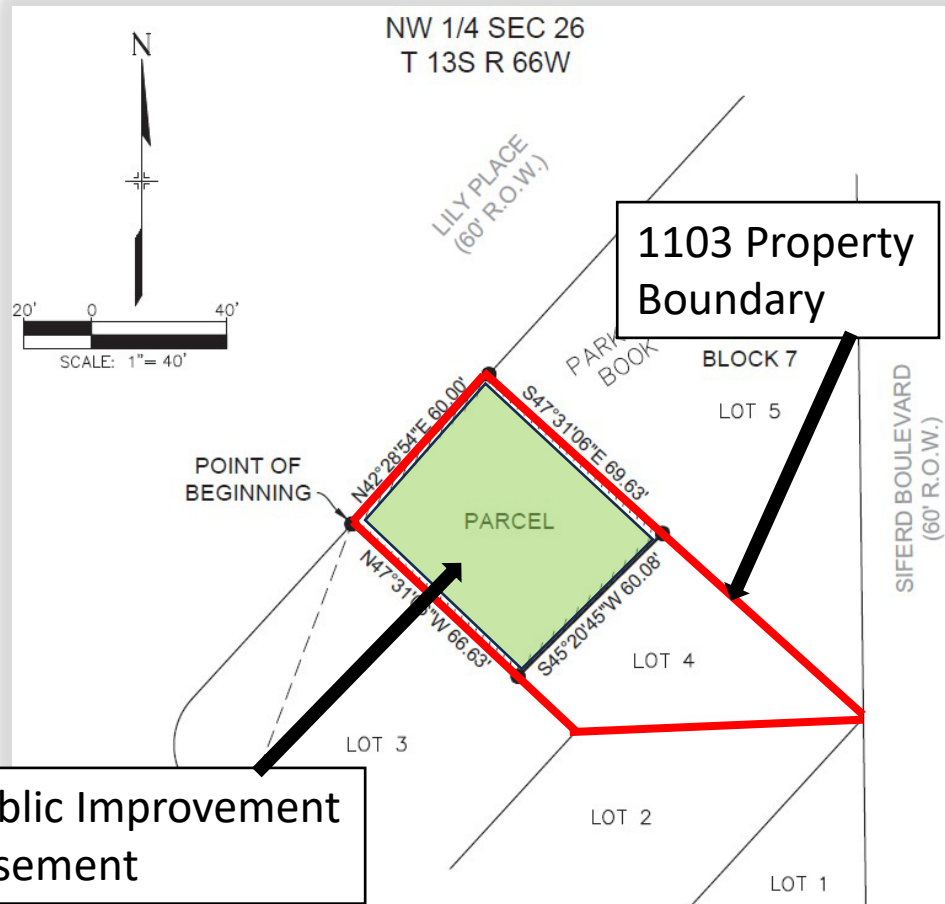 NW 1/4 SEC 26
T 13S R 66W
N
LILY PLACE
(60' R.O.W.)
1103 Property
Boundary
20' 0 40'
SCALE: 1"= 40'
BOOK
BLOCK 7
LOT 5
SIFERD BOULEVARD
(60' R.O.W.)
N42°28'54"E 60.00'
S47°31'06"E 69.63'
POINT OF
BEGINNING
PARCEL
66.63'
S45°20'45"W 60.08'
LOT 4
LOT 3
Improvement
LOT 2
LOT 1